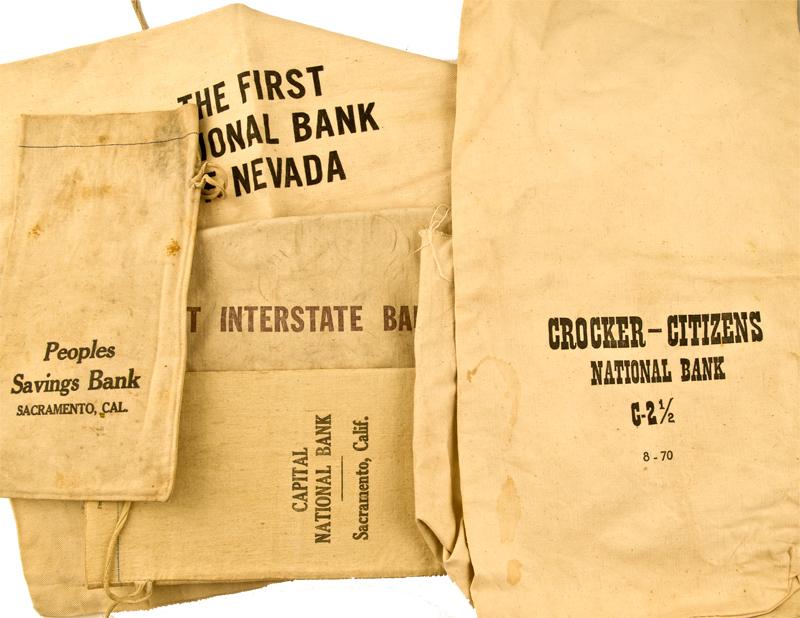 THE FIRST
IONAL BANK
NEVADA
T INTERSTATE BA
Peoples
Savings Bank
SACRAMENTO, CAL.
CAPITAL
NATIONAL BANK
Sacramento, Calif.
CROCKER-CITIZENS
NATIONAL BANK
C-2½
8-70